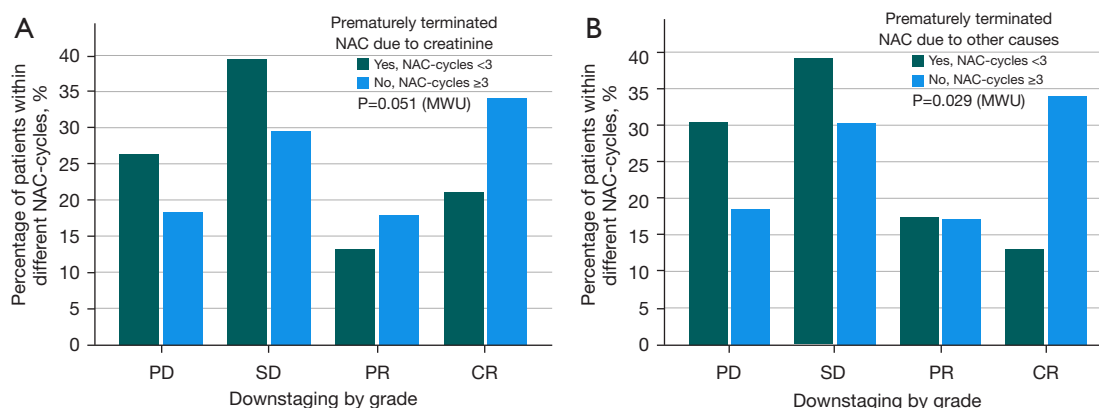 A
Prematurely terminated
NAC due to creatinine
Yes, NAC-cycles <3
No, NAC-cycles ≥3
P=0.051 (MWU)
Percentage of patients within
different NAC-cycles, %
40
35
30
25
20
15
10
5
0
PD SD PR CR
Downstaging by grade
B
Prematurely terminated
NAC due to other causes
Yes, NAC-cycles <3
No, NAC-cycles ≥3
P=0.029 (MWU)
Percentage of patients within
different NAC-cycles, %
40
35
30
25
20
15
10
5
0
PD SD PR CR
Downstaging by grade